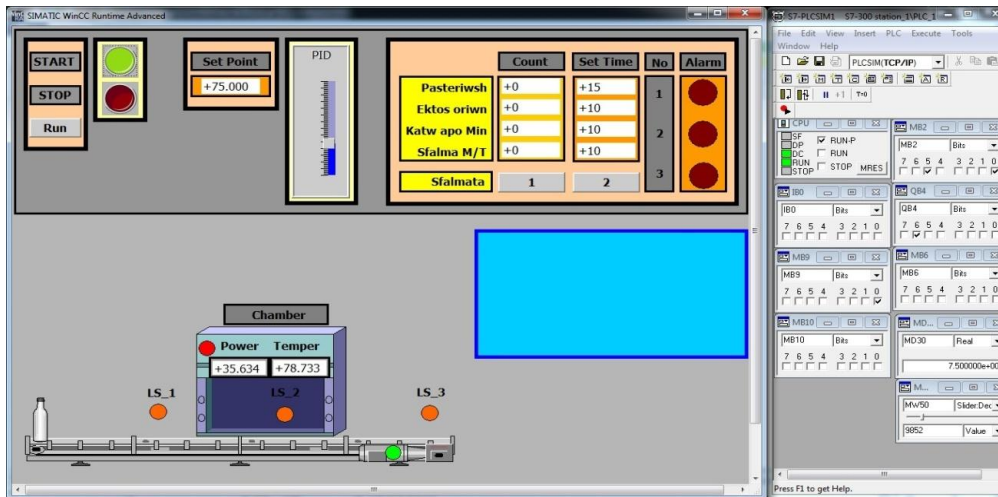 SIMATIC WinCC Runtime Advanced
START
STOP
Run
Set Point
+75.000
PID
Count Set Time No Alarm
Pasteriwsh +0 +15 1
Ektos oriwn +0 +10
Katw apo Min +0 +10 2
Sfalma M/T +0 +10
Sfalmata 1 2 3
Chamber
Power Temper
+35.634 +78.733
LS_1 LS_2 LS_3
S7-PLCSIM1 S7-300 station_1\PLC_1
File Edit View Insert PLC Execute Tools
Window Help
PLCSIM(TCP/IP)
+1 T=0
CPU
SF
DP
DC
RUN
STOP
RUN-P
RUN
STOP MRES
MB2
MB2 Bits
7 6 5 4 3 2 1 0
IB0
IB0 Bits
7 6 5 4 3 2 1 0
QB4
QB4 Bits
7 6 5 4 3 2 1 0
MB9
MB9 Bits
7 6 5 4 3 2 1 0
MB6
MB6 Bits
7 6 5 4 3 2 1 0
MB10
MB10 Bits
7 6 5 4 3 2 1 0
MD...
MD30 Real
7.500000e+00
M...
MW50 Slider:Dec
9852 Value
Press F1 to get Help.